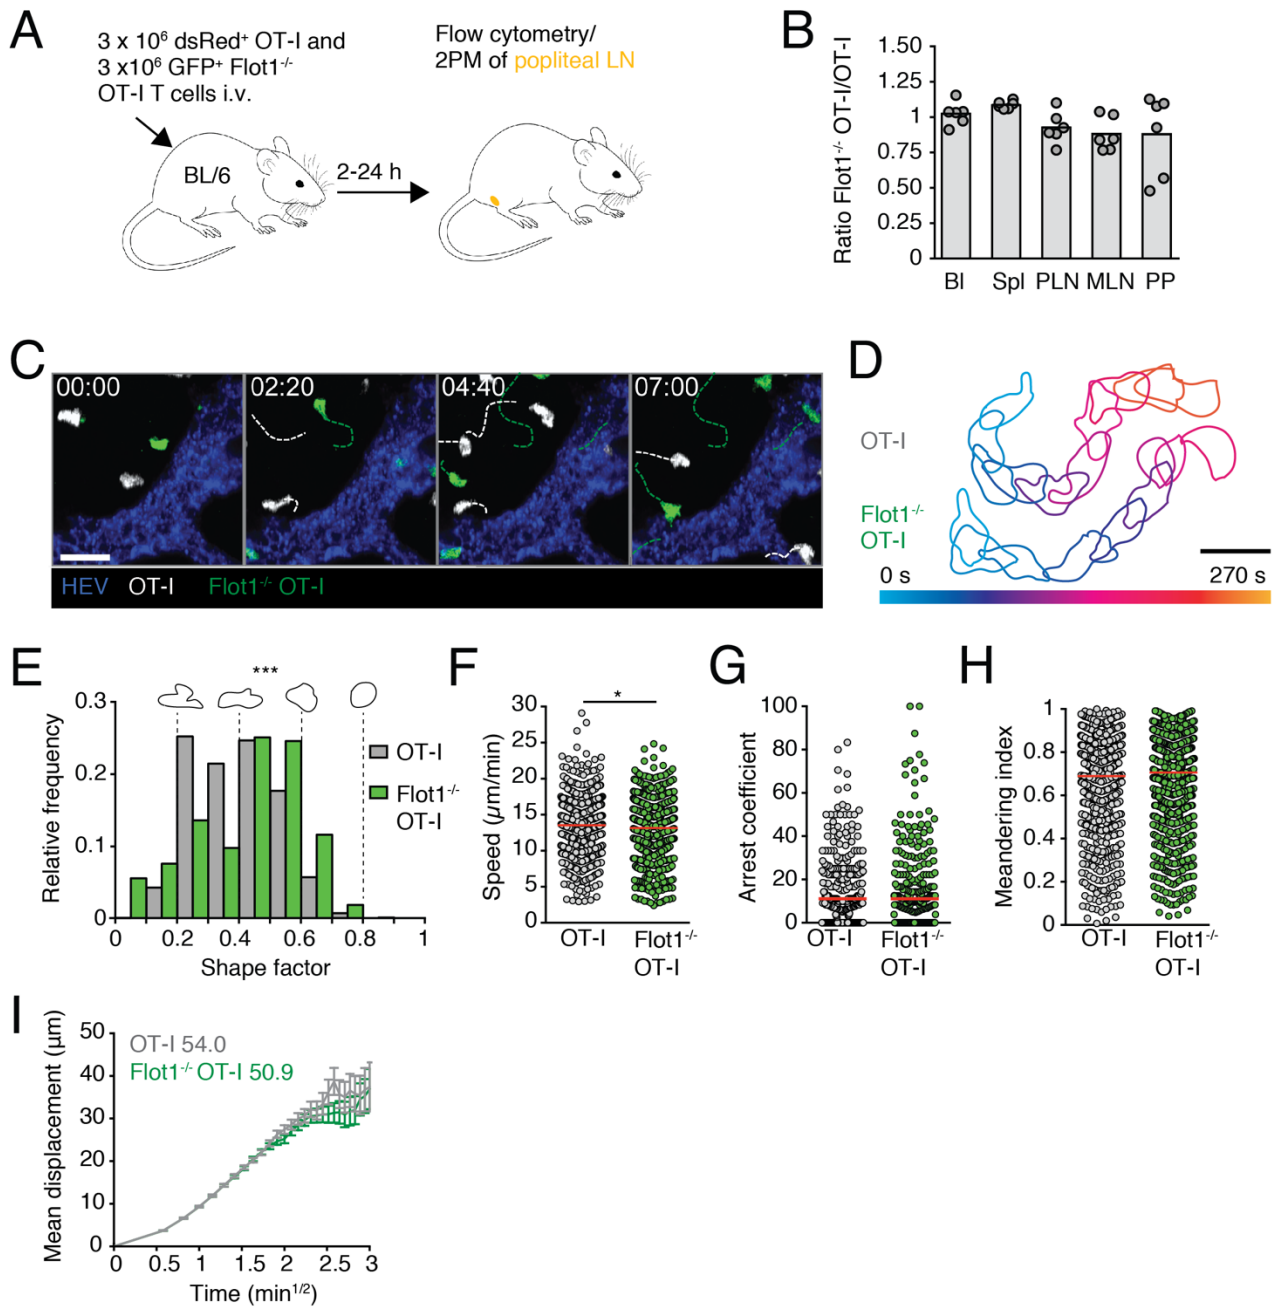 A
3 x 10⁶ dsRed⁺ OT-I and
3 x10⁶ GFP⁺ Flot1⁻/⁻
OT-I T cells i.v.
BL/6
2-24 h
Flow cytometry/
2PM of popliteal LN
B
Ratio Flot1⁻/⁻ OT-I/OT-I
1.50
1.25
1
0.75
0.50
0.25
0
Bl Spl PLN MLN PP
C
00:00 02:20 04:40 07:00
HEV OT-I Flot1⁻/⁻ OT-I
D
OT-I
Flot1⁻/⁻
OT-I
0 s 270 s
E
***
Relative frequency
0.3
0.2
0.1
0
OT-I
Flot1⁻/⁻
OT-I
0 0.2 0.4 0.6 0.8 1
Shape factor
F
*
Speed (µm/min)
30
25
20
15
10
5
0
OT-I Flot1⁻/⁻
OT-I
G
Arrest coefficient
100
80
60
40
20
0
OT-I Flot1⁻/⁻
OT-I
H
Meandering index
1
0.8
0.6
0.4
0.2
0
OT-I Flot1⁻/⁻
OT-I
I
Mean displacement (µm)
50
40
30
20
10
0
OT-I 54.0
Flot1⁻/⁻ OT-I 50.9
0 0.5 1 1.5 2 2.5 3
Time (min¹/²)